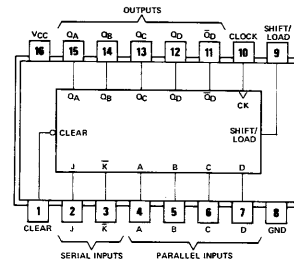 OUTPUTS
VCC QA QB QC QD Q̅D CLOCK SHIFT/LOAD
16 15 14 13 12 11 10 9
QA QB QC QD Q̅D CK
CLEAR SHIFT/LOAD
J K̅ A B C D
1 2 3 4 5 6 7 8
CLEAR J K̅ A B C D GND
SERIAL INPUTS PARALLEL INPUTS